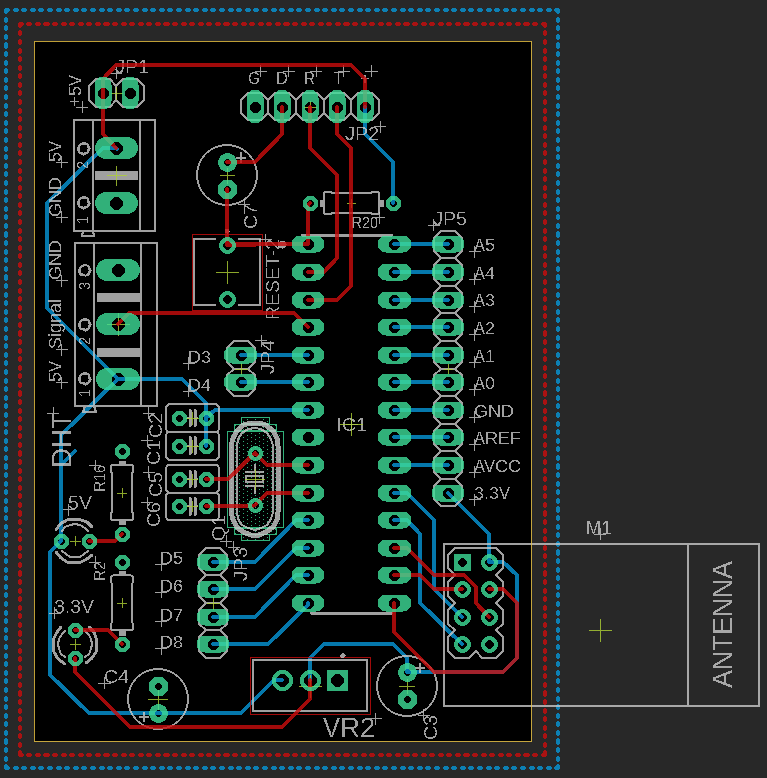 JP1
+5V
G D R T +
JP2
5V
2
GND
1
C7
R20
JP5
GND
3
Signal
2
5V
1
RESET-2
A5
A4
A3
A2
A1
A0
GND
AREF
AVCC
3.3V
D3
D4
JP4
C2
C1
IC1
DHT
R16
C5
C6
Q1
5V
R2
JP3
D5
D6
D7
D8
M1
ANTENNA
3.3V
C4
VR2
C3